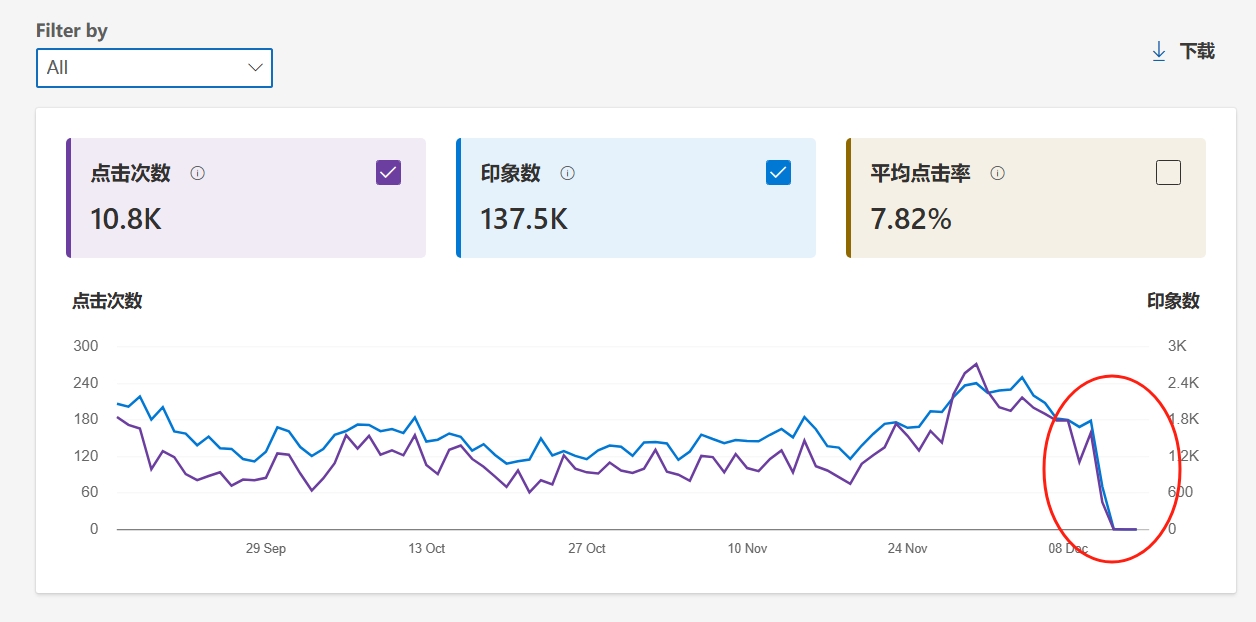 Filter by
All
下载
点击次数
10.8K
印象数
137.5K
平均点击率
7.82%
点击次数
印象数
300
3K
240
2.4K
180
1.8K
120
1.2K
60
600
0
0
29 Sep
13 Oct
27 Oct
10 Nov
24 Nov
08 Dec